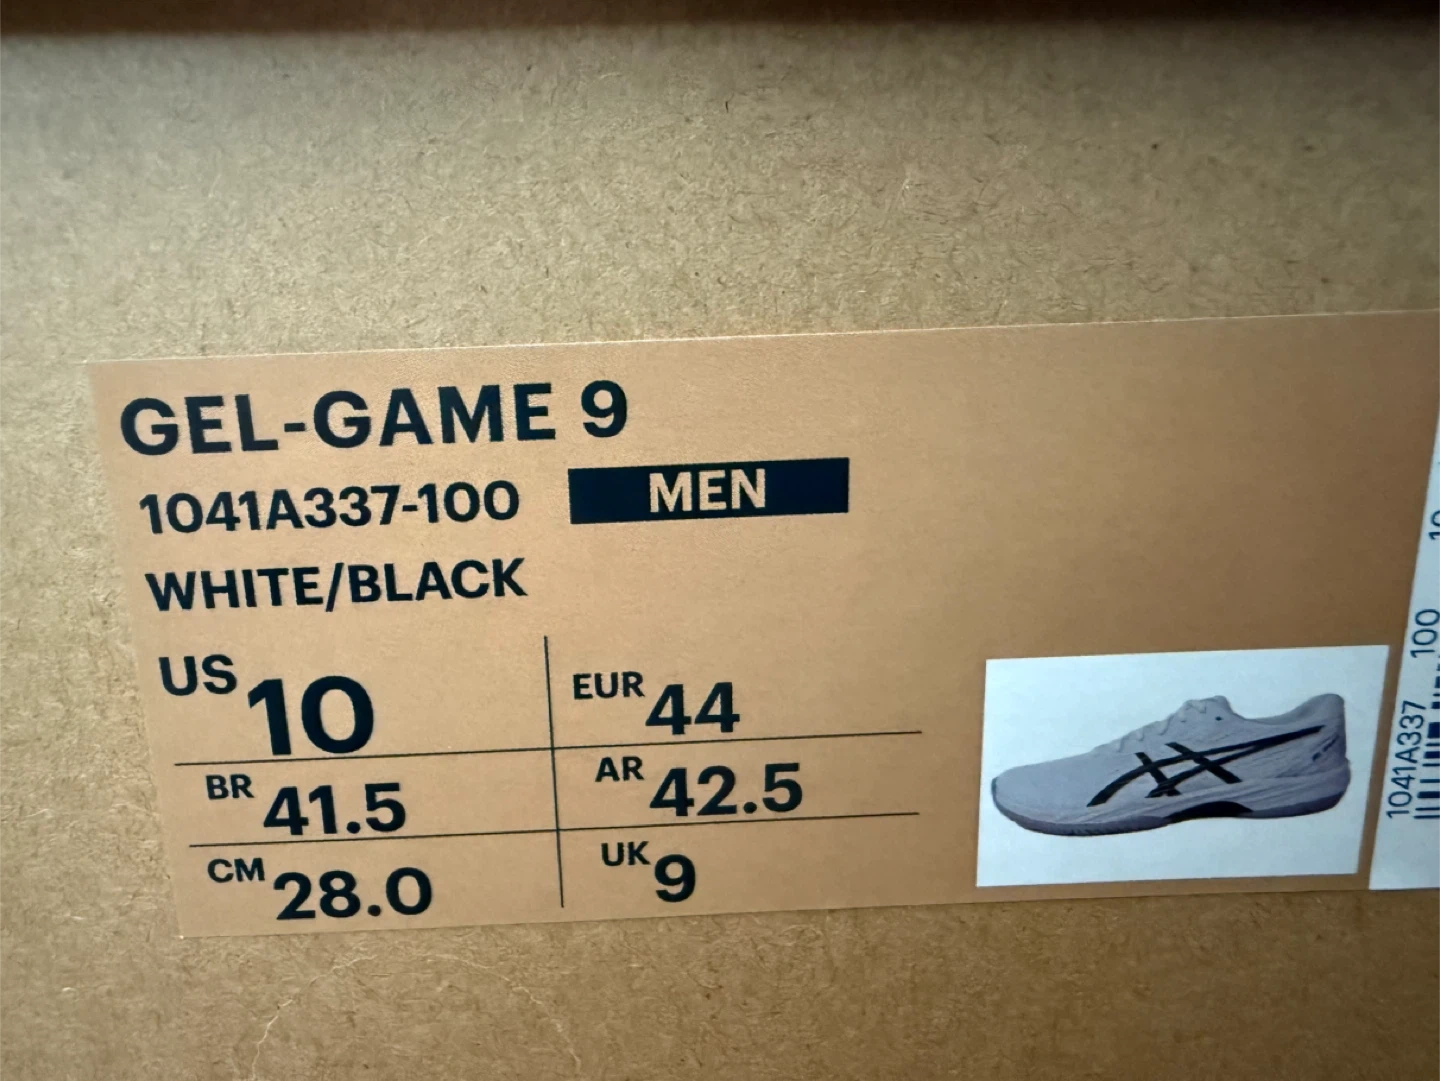 GEL-GAME 9
1041A337-100 MEN
WHITE/BLACK
US 10 EUR 44
BR 41.5 AR 42.5
CM 28.0 UK 9
1041A337 100 10